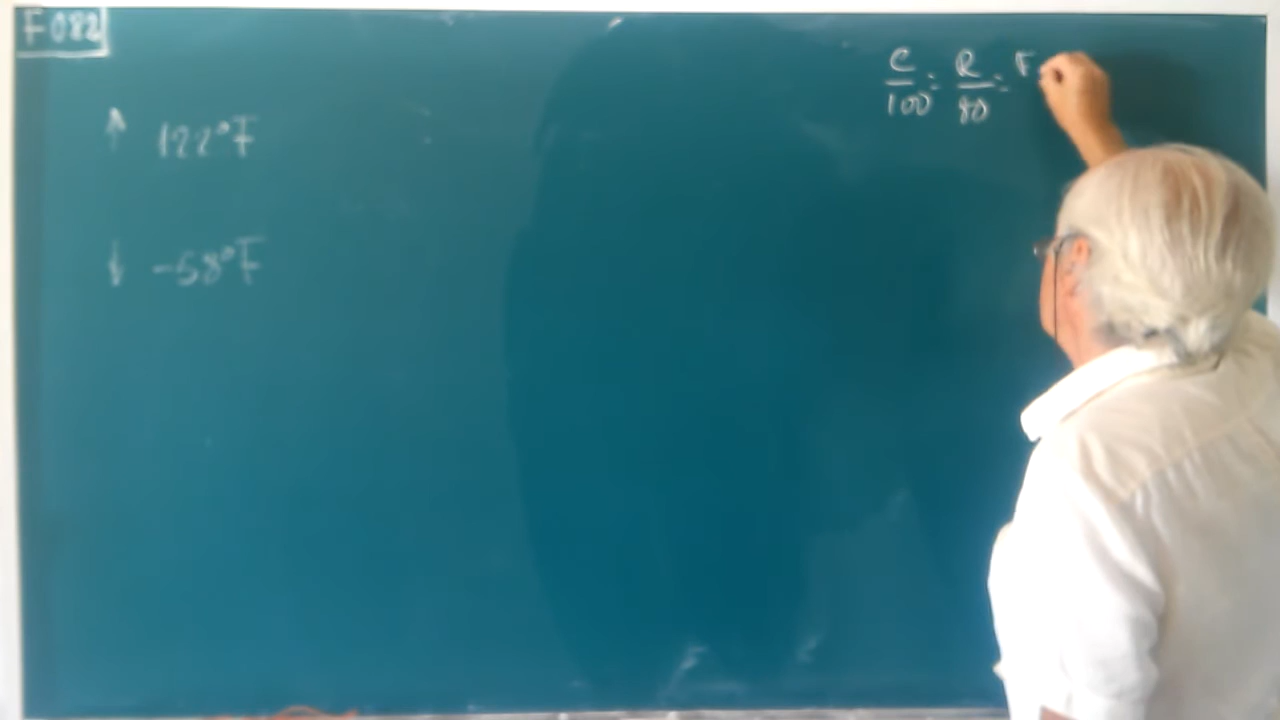 F082
C/100 = R/80 = F
↑ 122°F
↓ -58°F